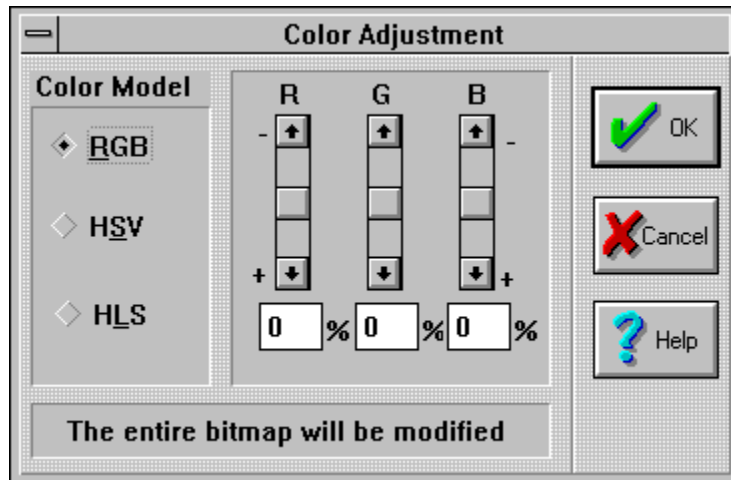 Color Adjustment
Color Model
RGB
HSV
HLS
R G B
- -
+ +
0 % 0 % 0 %
OK
Cancel
? Help
The entire bitmap will be modified